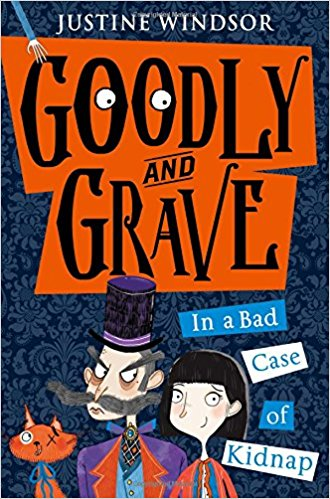 JUSTINE WINDSOR
GOODLY
AND
GRAVE
In a Bad
Case
of
Kidnap